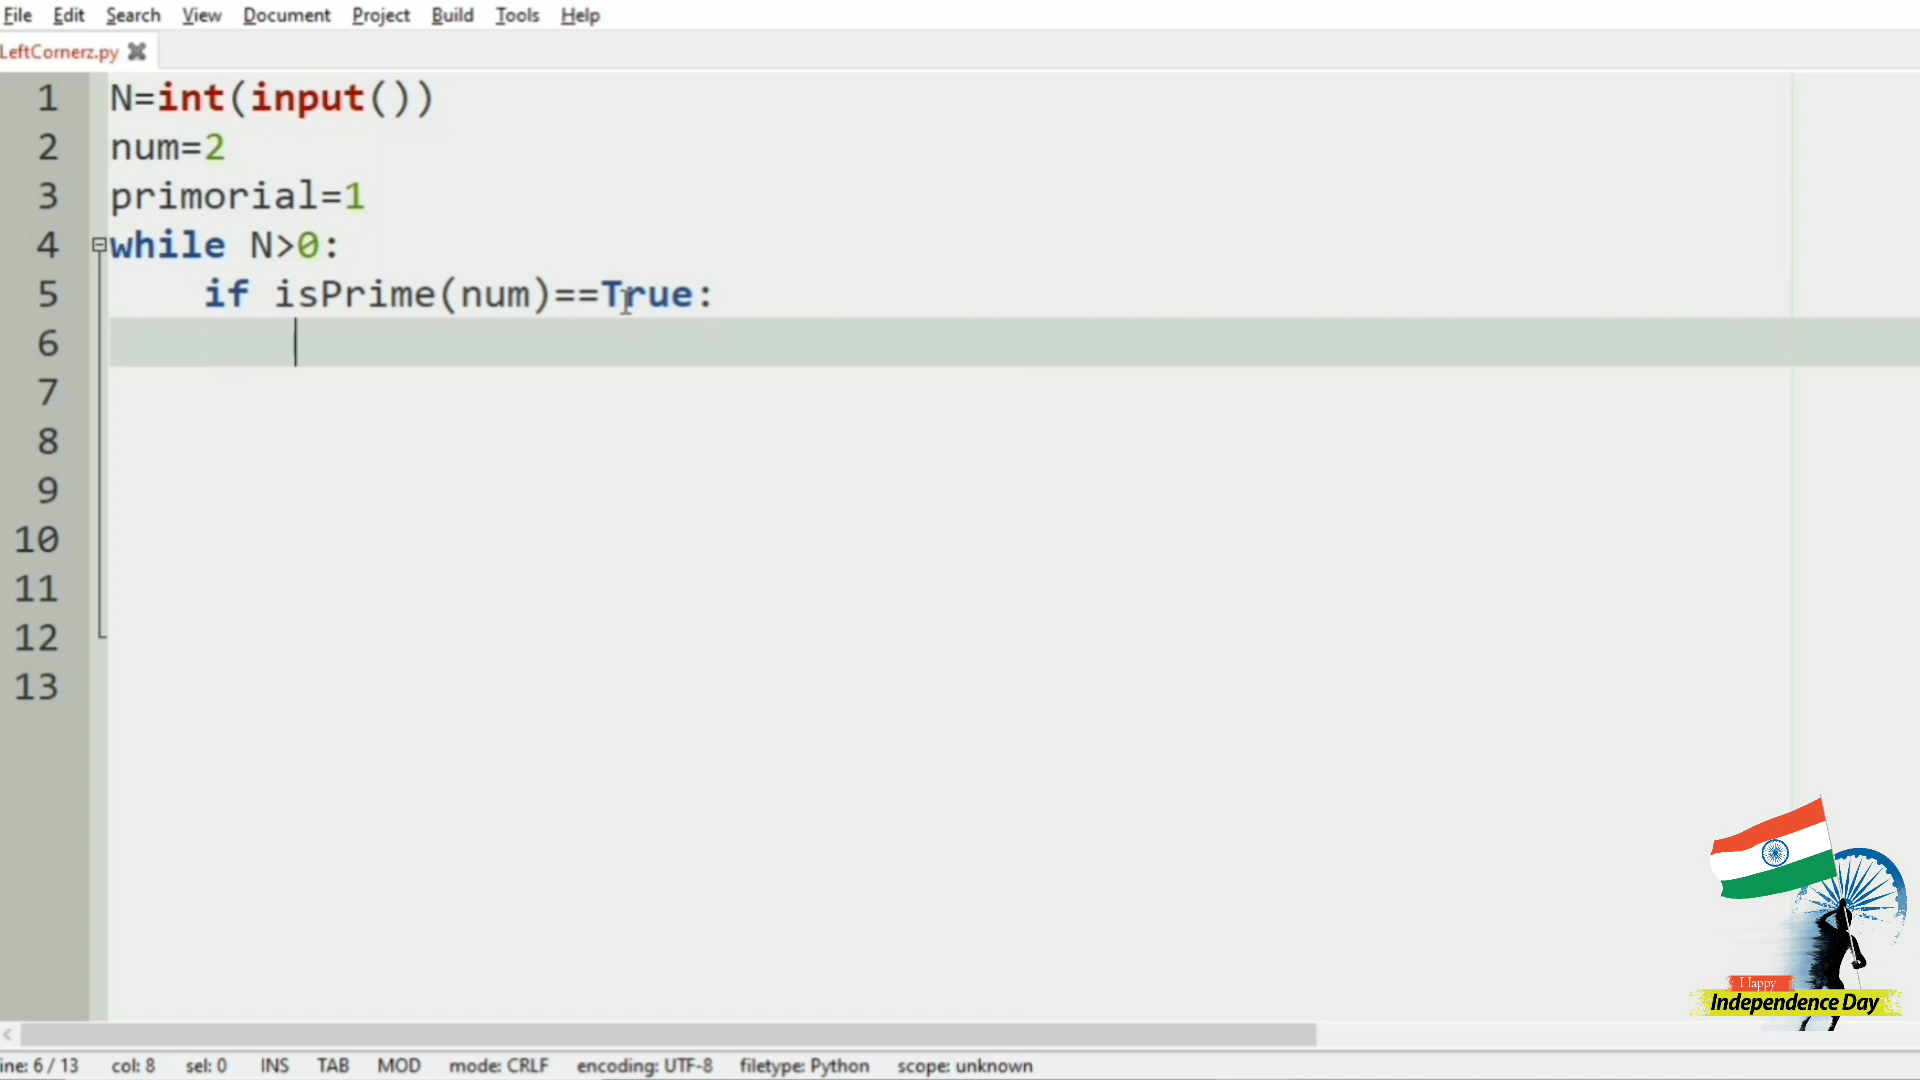 File Edit Search View Document Project Build Tools Help
LeftCornerz.py
1 N=int(input())
2 num=2
3 primorial=1
4 while N>0:
5 if isPrime(num)==True:
6
7
8
9
10
11
12
13
Happy
Independence Day
ine: 6 / 13 col: 8 sel: 0 INS TAB MOD mode: CRLF encoding: UTF-8 filetype: Python scope: unknown